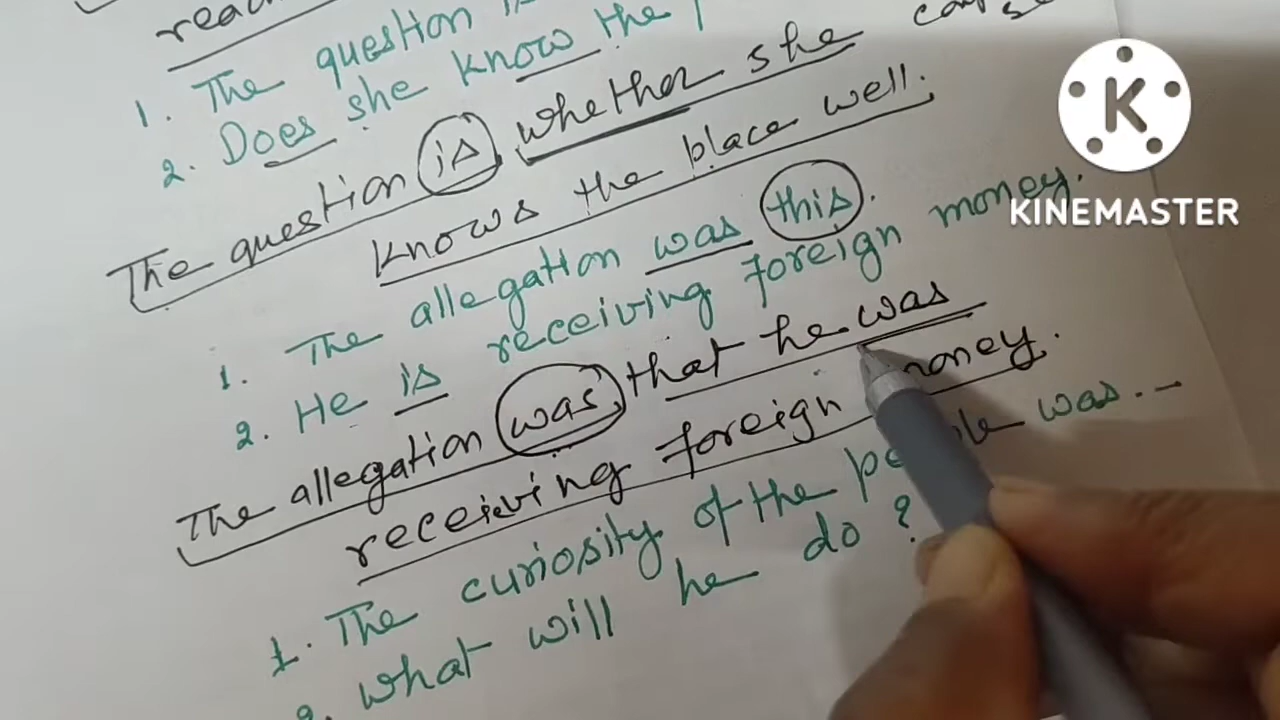 1. The question is
2. Does she know the
The question is whether she
knows the place well.
1. The allegation was this.
2. He is receiving foreign money.
The allegation was that he was
receiving foreign money.
1. The curiosity of the people was. -
2. what will he do ?
K
KINEMASTER